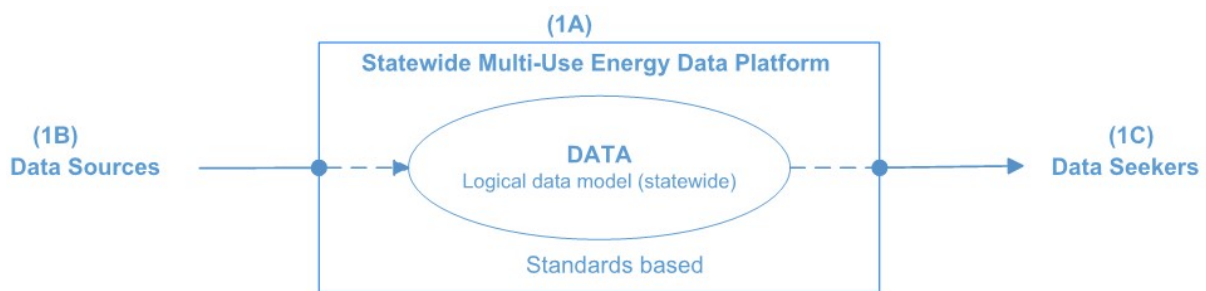 (1A)
Statewide Multi-Use Energy Data Platform
(1B)
Data Sources
DATA
Logical data model (statewide)
(1C)
Data Seekers
Standards based